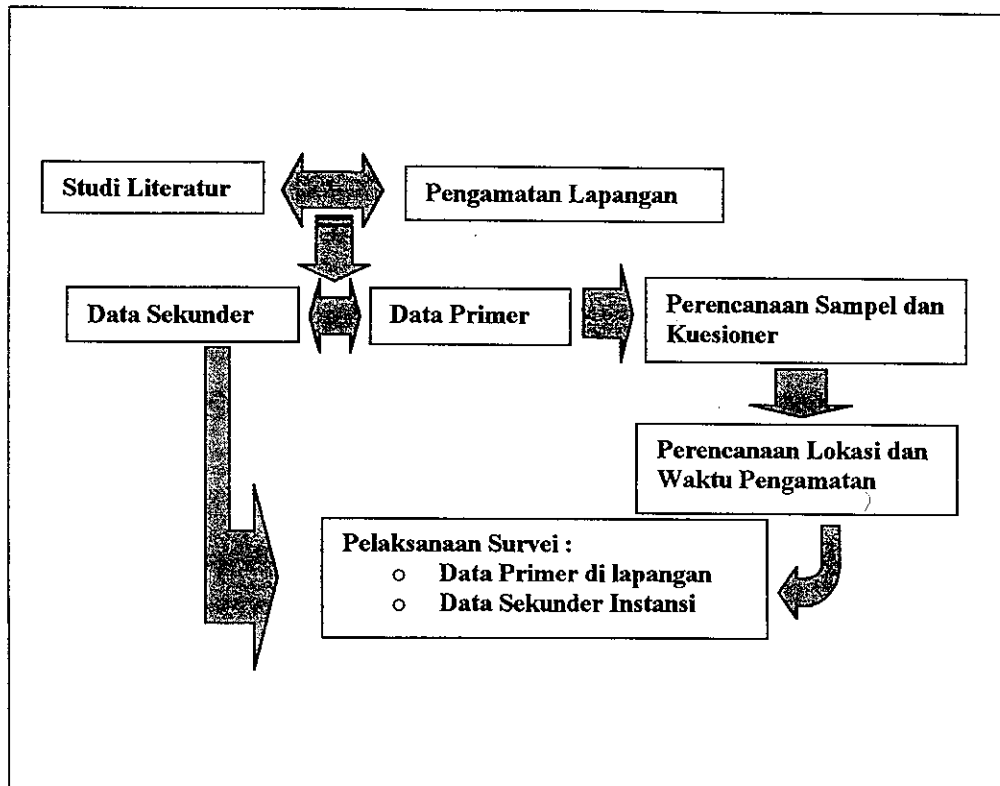 Studi Literatur
Pengamatan Lapangan
Data Sekunder
Data Primer
Perencanaan Sampel dan
Kuesioner
Perencanaan Lokasi dan
Waktu Pengamatan
Pelaksanaan Survei :
○ Data Primer di lapangan
○ Data Sekunder Instansi